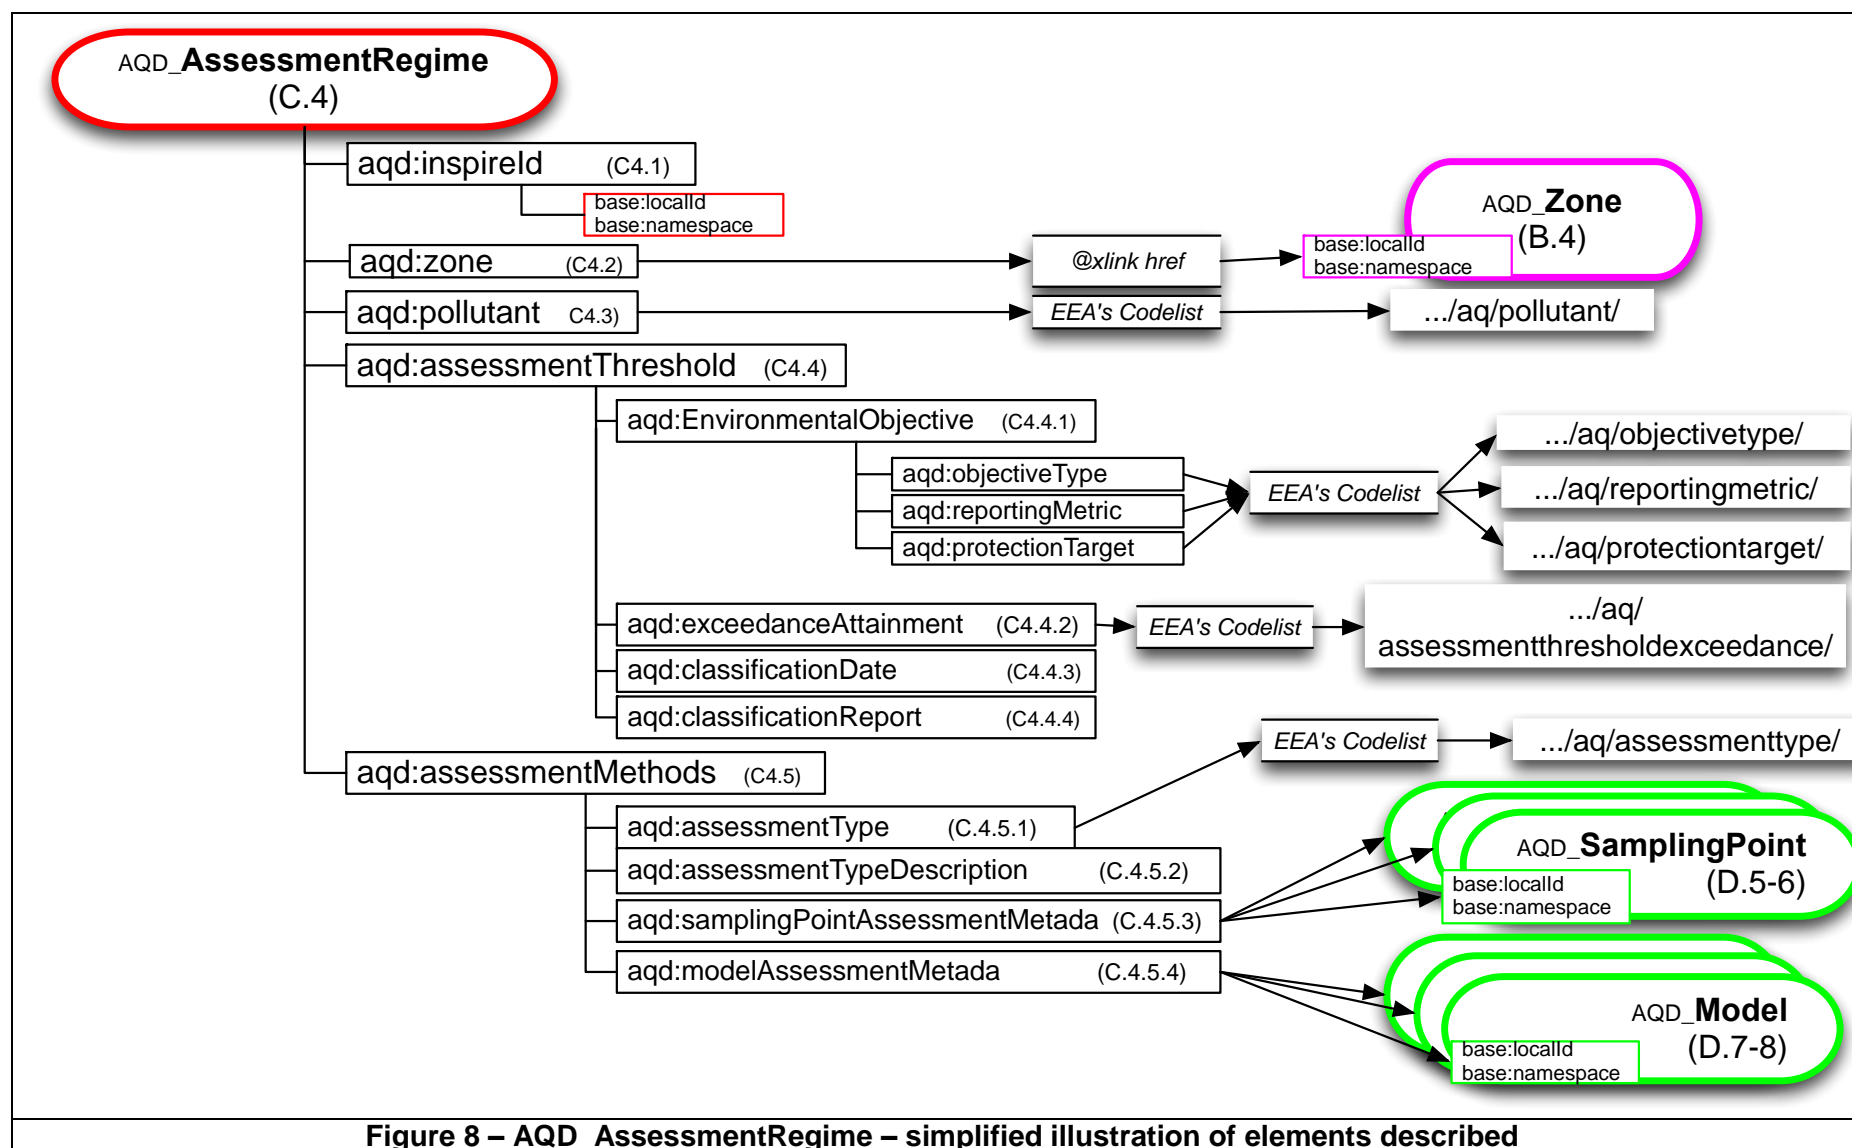 AQD_AssessmentRegime
(C.4)
aqd:inspireId (C4.1)
base:localId
base:namespace
AQD_Zone
(B.4)
base:localId
base:namespace
aqd:zone (C4.2)
@xlink href
aqd:pollutant C4.3)
EEA's Codelist
.../aq/pollutant/
aqd:assessmentThreshold (C4.4)
aqd:EnvironmentalObjective (C4.4.1)
aqd:objectiveType
aqd:reportingMetric
aqd:protectionTarget
EEA's Codelist
.../aq/objectivetype/
.../aq/reportingmetric/
.../aq/protectiontarget/
aqd:exceedanceAttainment (C4.4.2)
EEA's Codelist
.../aq/
assessmentthresholdexceedance/
aqd:classificationDate (C4.4.3)
aqd:classificationReport (C4.4.4)
EEA's Codelist
.../aq/assessmenttype/
aqd:assessmentMethods (C4.5)
aqd:assessmentType (C.4.5.1)
aqd:assessmentTypeDescription (C.4.5.2)
aqd:samplingPointAssessmentMetada (C.4.5.3)
aqd:modelAssessmentMetada (C.4.5.4)
AQD_SamplingPoint
(D.5-6)
base:localId
base:namespace
AQD_Model
(D.7-8)
base:localId
base:namespace
Figure 8 – AQD_AssessmentRegime – simplified illustration of elements described